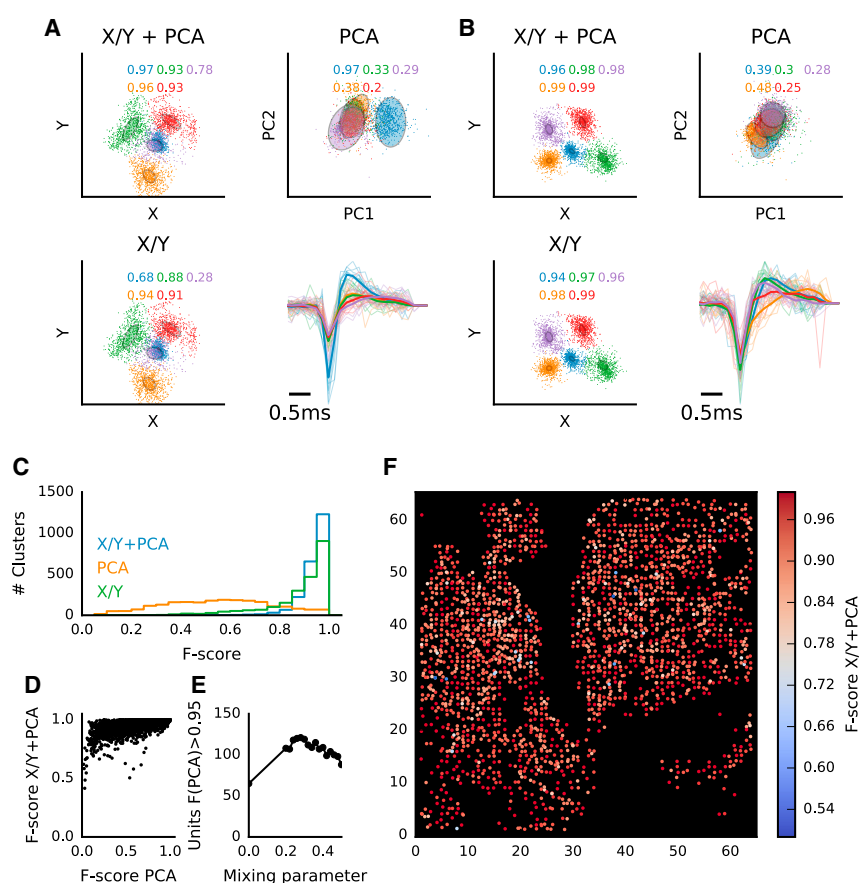 A
X/Y + PCA
0.97 0.93 0.78
0.96 0.93
Y
X
PCA
0.97 0.33 0.29
0.38 0.2
PC2
PC1
X/Y
0.68 0.88 0.28
0.94 0.91
Y
X
0.5ms
B
X/Y + PCA
0.96 0.98 0.98
0.99 0.99
Y
X
PCA
0.39 0.3 0.28
0.48 0.25
PC2
PC1
X/Y
0.94 0.97 0.96
0.98 0.99
Y
X
0.5ms
C
1500
1000
500
0
# Clusters
X/Y+PCA
PCA
X/Y
0.0 0.2 0.4 0.6 0.8 1.0
F-score
D
1.0
0.5
0.0
F-score X/Y+PCA
0.0 0.5 1.0
F-score PCA
E
150
100
50
0
Units F(PCA)>0.95
0.0 0.2 0.4
Mixing parameter
F
60
50
40
30
20
10
0
0 10 20 30 40 50 60
0.96
0.90
0.84
0.78
0.72
0.66
0.60
0.54
F-score X/Y+PCA